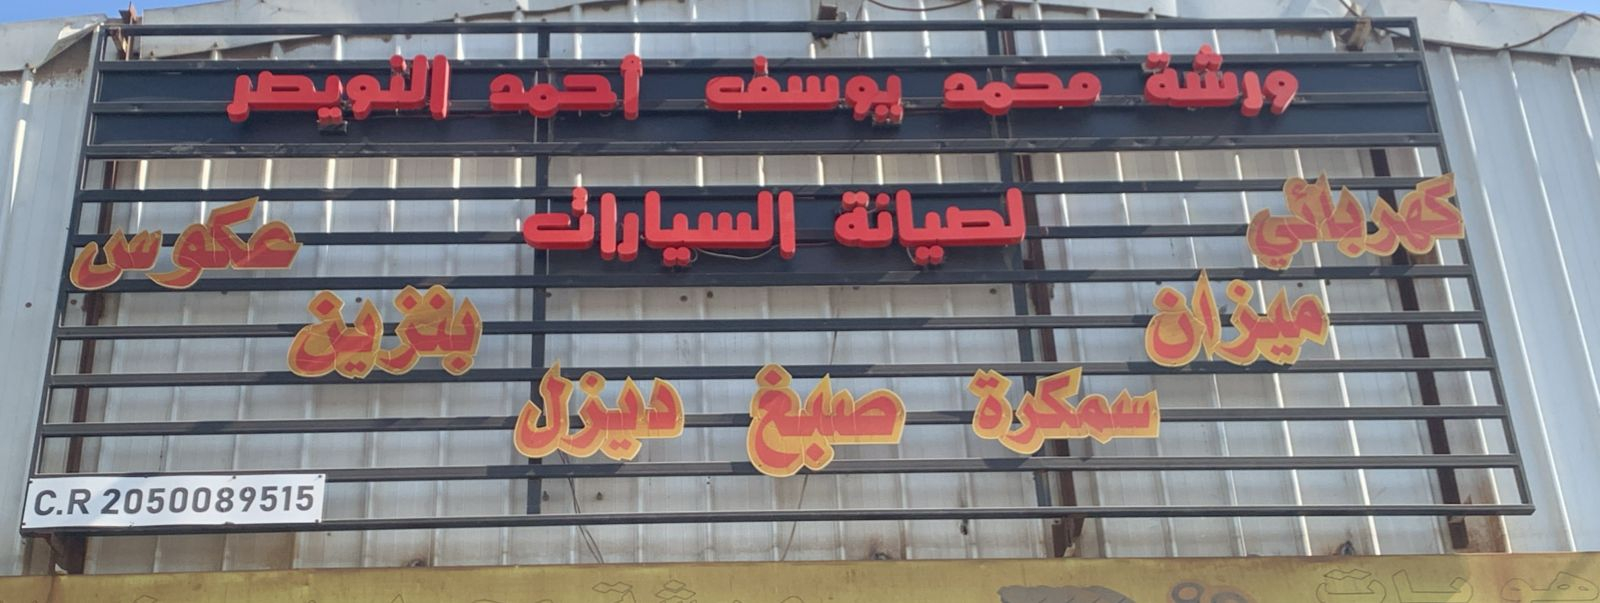 ورشة محمد يوسف أحمد النويصر
لصيانة السيارات
كهربائي
عكوس
ميزان
بنزين
سمكرة صبغ ديزل
C.R 2050089515